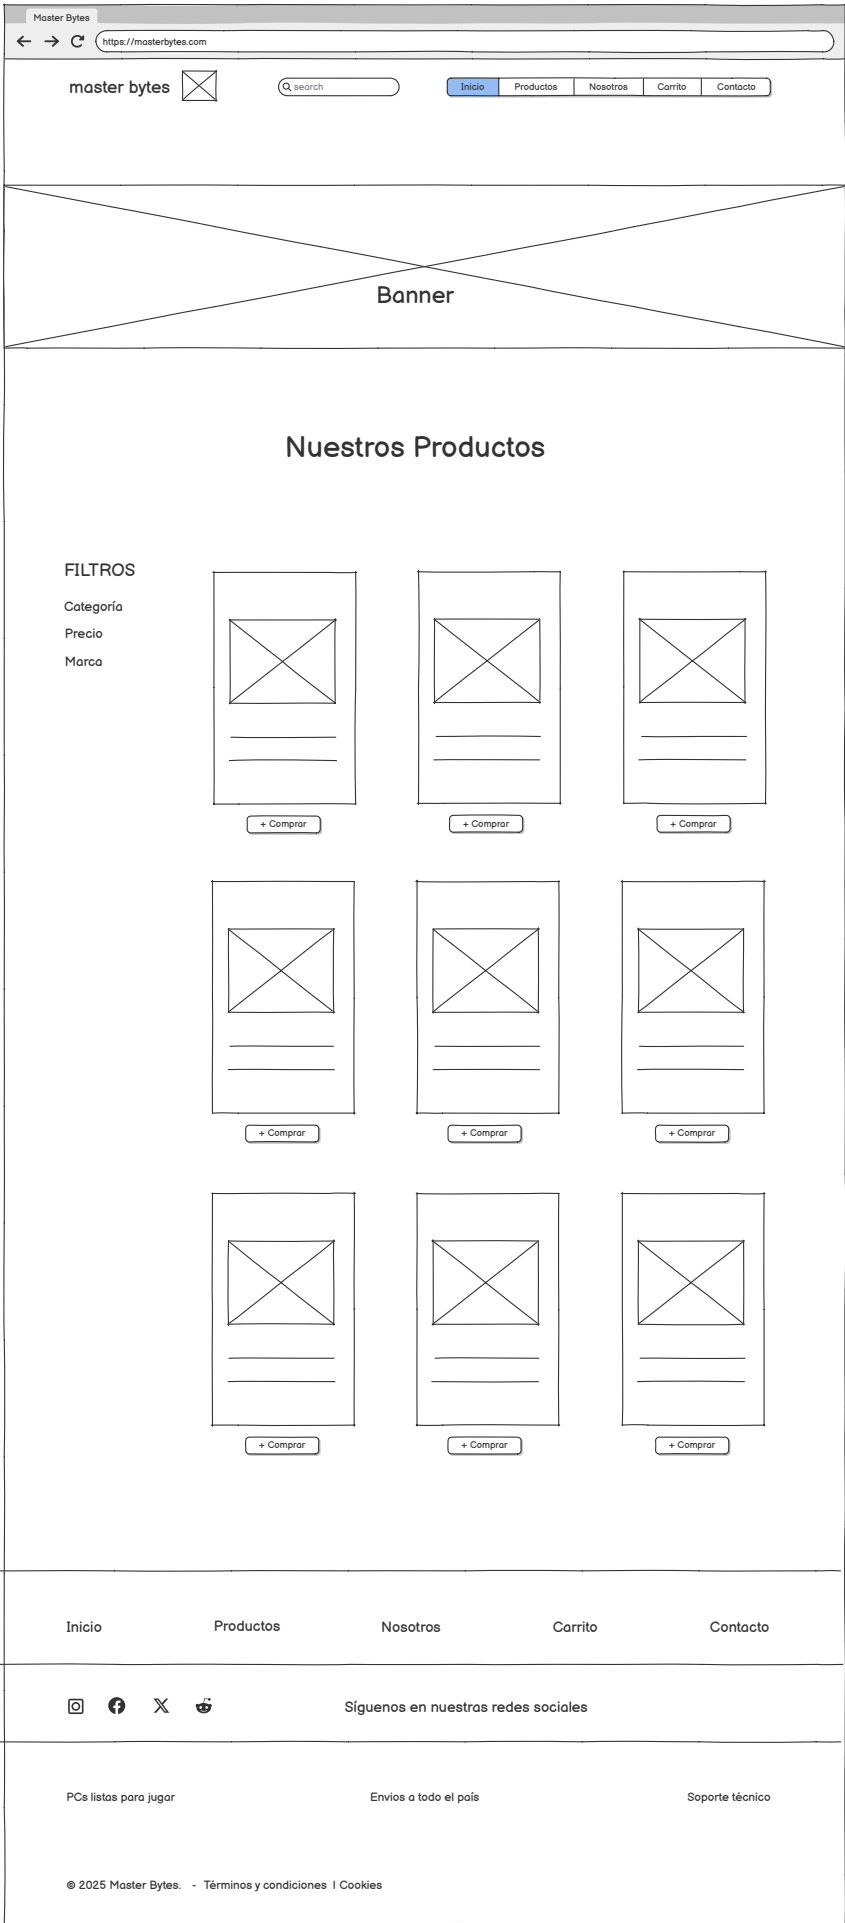 Master Bytes
https://masterbytes.com
master bytes
search
Inicio Productos Nosotros Carrito Contacto
Banner
Nuestros Productos
FILTROS
Categoría
Precio
Marca
+ Comprar + Comprar + Comprar
+ Comprar + Comprar + Comprar
+ Comprar + Comprar + Comprar
Inicio Productos Nosotros Carrito Contacto
Síguenos en nuestras redes sociales
PCs listas para jugar Envios a todo el país Soporte técnico
© 2025 Master Bytes. - Términos y condiciones | Cookies